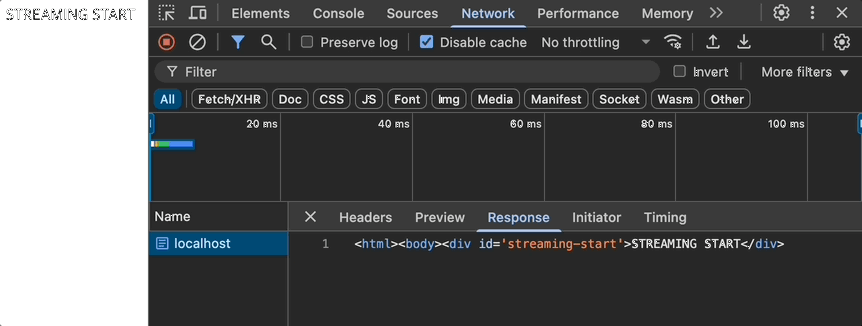 STREAMING START
Elements Console Sources Network Performance Memory
Preserve log Disable cache No throttling
Filter Invert More filters
All Fetch/XHR Doc CSS JS Font Img Media Manifest Socket Wasm Other
20 ms 40 ms 60 ms 80 ms 100 ms
Name Headers Preview Response Initiator Timing
localhost 1 <html><body><div id='streaming-start'>STREAMING START</div>